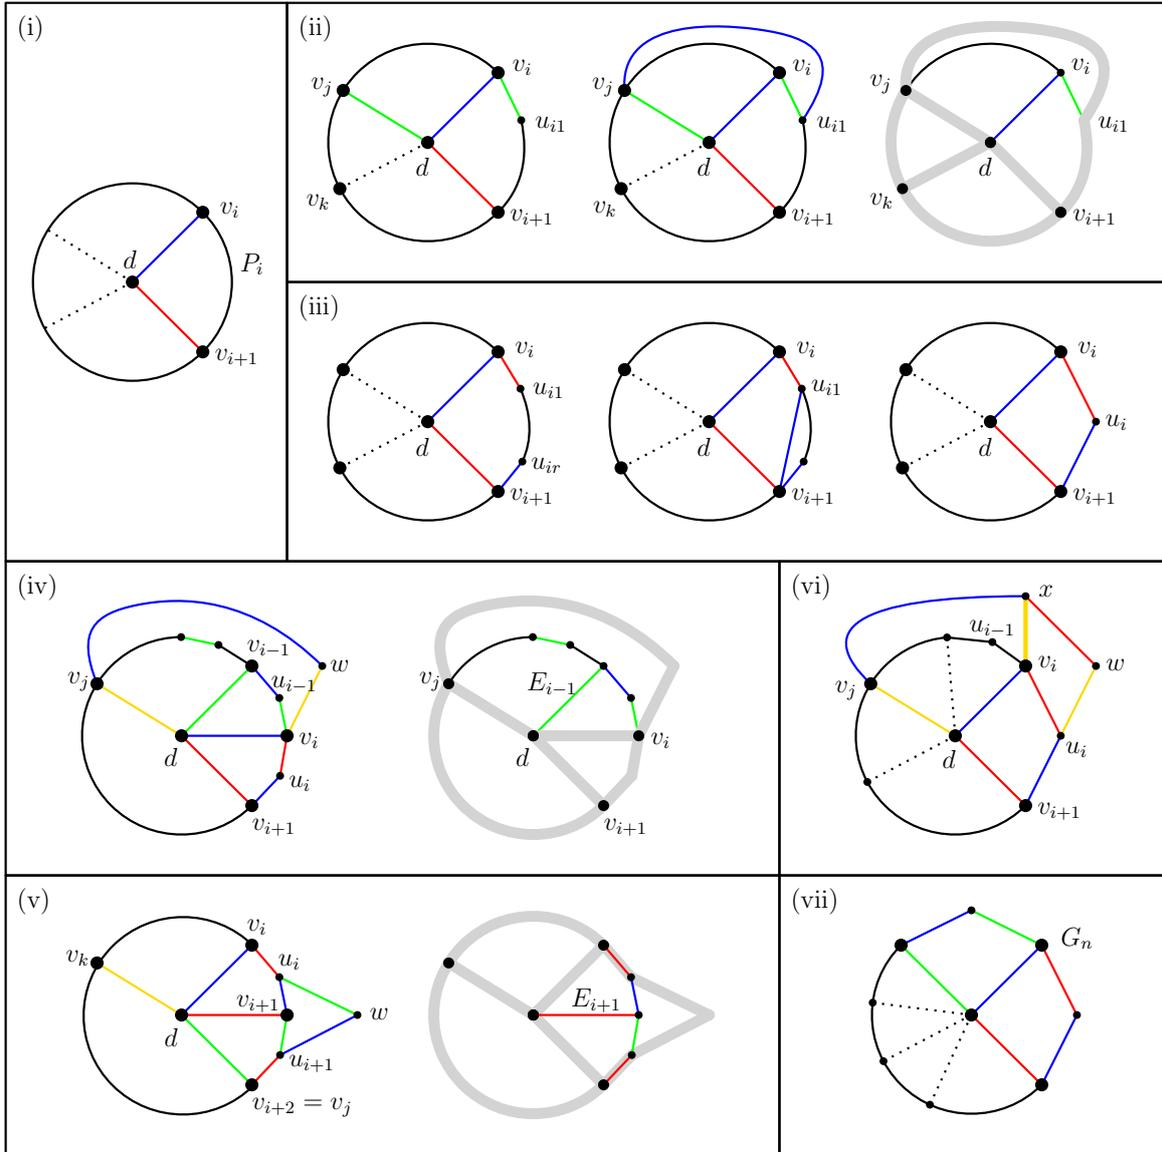 (i)
v_i
d
P_i
v_{i+1}
(ii)
v_j
v_i
u_{i1}
d
v_k
v_{i+1}
v_j
v_i
u_{i1}
d
v_k
v_{i+1}
v_j
v_i
u_{i1}
d
v_k
v_{i+1}
(iii)
v_i
u_{i1}
d
u_{ir}
v_{i+1}
v_i
u_{i1}
d
v_{i+1}
v_i
u_i
d
v_{i+1}
(iv)
v_{i-1}
w
v_j
u_{i-1}
d
v_i
u_i
v_{i+1}
v_j
E_{i-1}
d
v_i
v_{i+1}
(vi)
x
u_{i-1}
v_i
w
v_j
u_i
d
v_{i+1}
(v)
v_i
v_k
u_i
v_{i+1}
w
d
u_{i+1}
v_{i+2} = v_j
E_{i+1}
(vii)
G_n